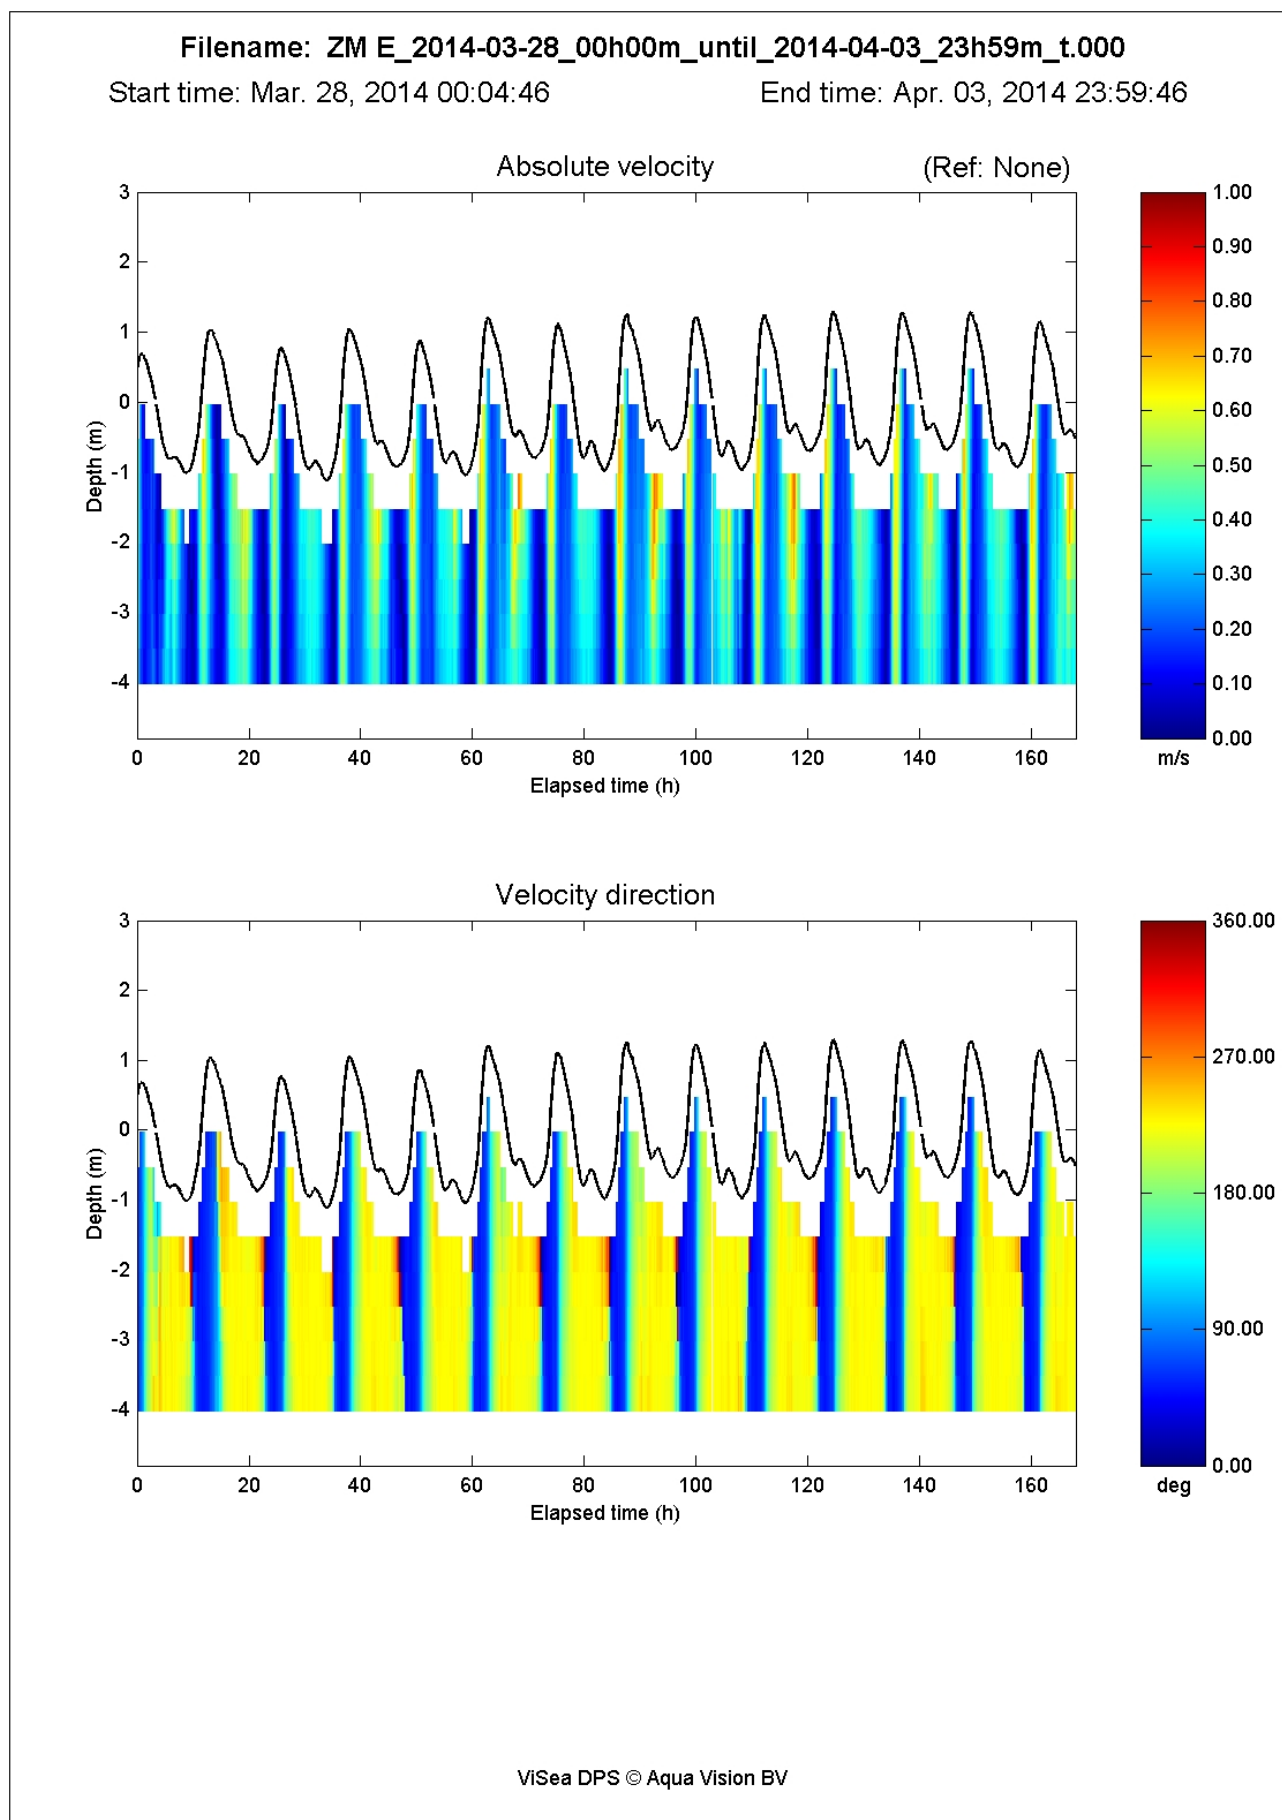 Filename: ZM E_2014-03-28_00h00m_until_2014-04-03_23h59m_t.000
Start time: Mar. 28, 2014 00:04:46 End time: Apr. 03, 2014 23:59:46
Absolute velocity (Ref: None)
3
2
1
0
-1
-2
-3
-4
Depth (m)
0 20 40 60 80 100 120 140 160
Elapsed time (h)
1.00
0.90
0.80
0.70
0.60
0.50
0.40
0.30
0.20
0.10
0.00
m/s
Velocity direction
3
2
1
0
-1
-2
-3
-4
Depth (m)
0 20 40 60 80 100 120 140 160
Elapsed time (h)
360.00
270.00
180.00
90.00
0.00
deg
ViSea DPS © Aqua Vision BV